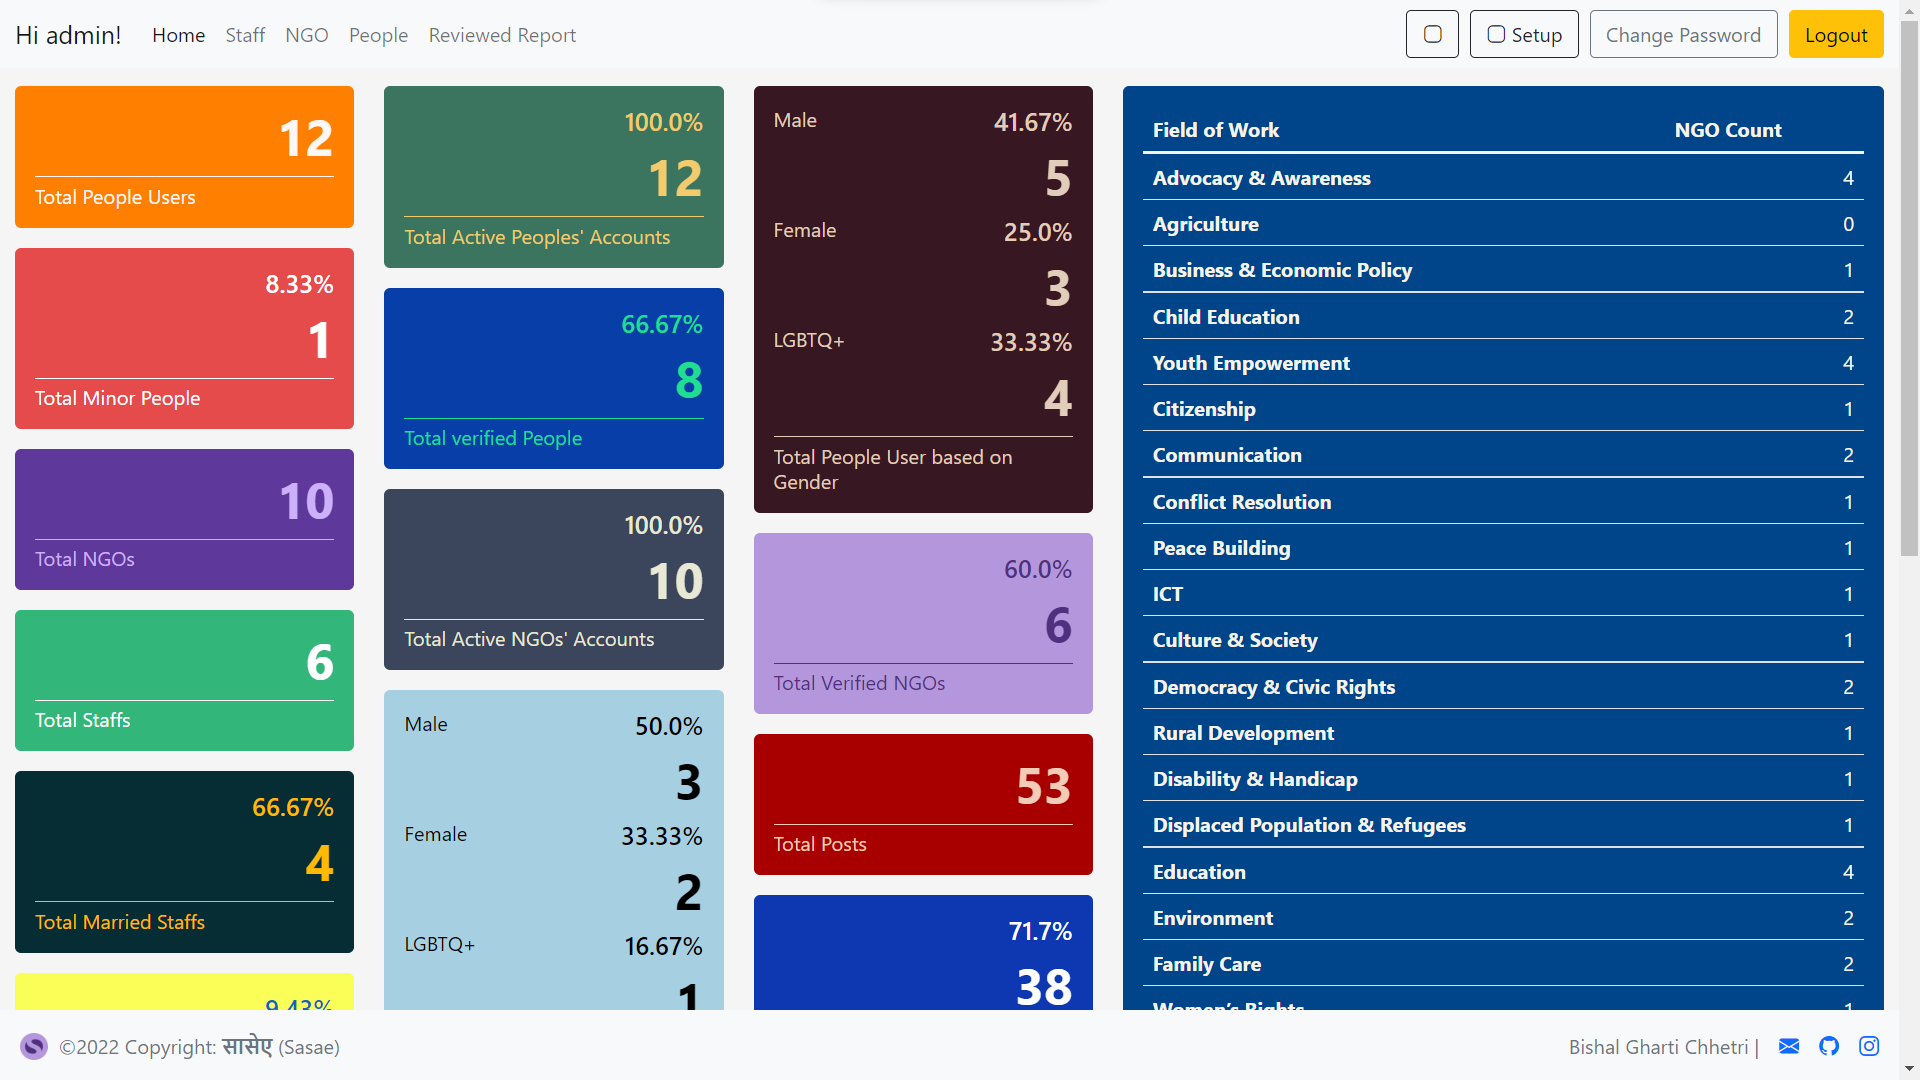 Hi admin!
Home
Staff
NGO
People
Reviewed Report
Setup
Change Password
Logout
12
Total People Users
8.33%
1
Total Minor People
10
Total NGOs
6
Total Staffs
66.67%
4
Total Married Staffs
9.43%
100.0%
12
Total Active Peoples' Accounts
66.67%
8
Total verified People
100.0%
10
Total Active NGOs' Accounts
Male 50.0%
3
Female 33.33%
2
LGBTQ+ 16.67%
1
Male 41.67%
5
Female 25.0%
3
LGBTQ+ 33.33%
4
Total People User based on
Gender
60.0%
6
Total Verified NGOs
53
Total Posts
71.7%
38
Field of Work NGO Count
Advocacy & Awareness 4
Agriculture 0
Business & Economic Policy 1
Child Education 2
Youth Empowerment 4
Citizenship 1
Communication 2
Conflict Resolution 1
Peace Building 1
ICT 1
Culture & Society 1
Democracy & Civic Rights 2
Rural Development 1
Disability & Handicap 1
Displaced Population & Refugees 1
Education 4
Environment 2
Family Care 2
Women's Rights 1
©2022 Copyright: सासेए (Sasae)
Bishal Gharti Chhetri |